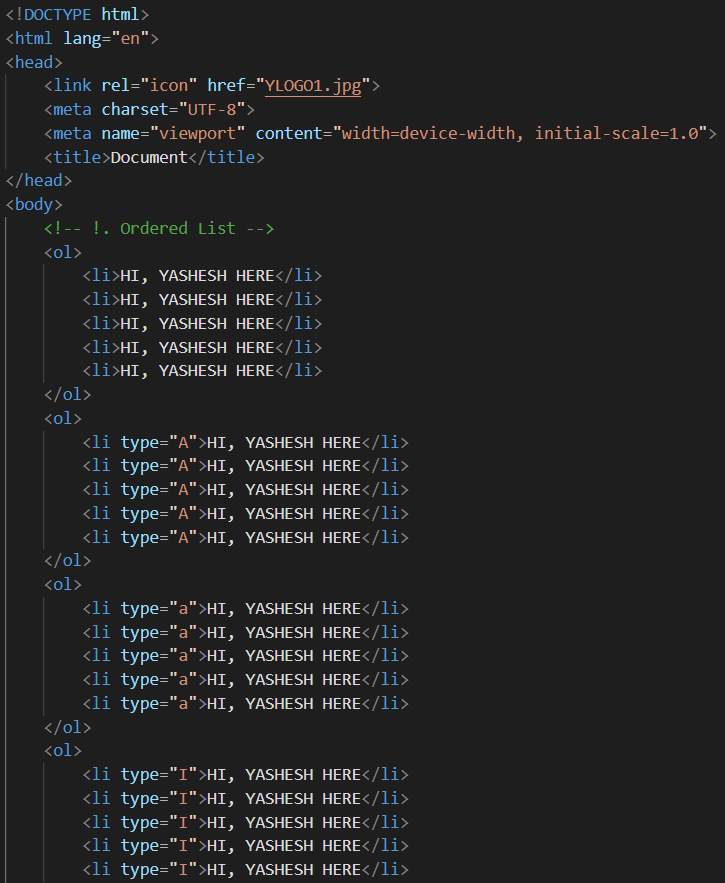 <!DOCTYPE html>
<html lang="en">
<head>
    <link rel="icon" href="YLOGO1.jpg">
    <meta charset="UTF-8">
    <meta name="viewport" content="width=device-width, initial-scale=1.0">
    <title>Document</title>
</head>
<body>
    <!-- !. Ordered List -->
    <ol>
        <li>HI, YASHESH HERE</li>
        <li>HI, YASHESH HERE</li>
        <li>HI, YASHESH HERE</li>
        <li>HI, YASHESH HERE</li>
        <li>HI, YASHESH HERE</li>
    </ol>
    <ol>
        <li type="A">HI, YASHESH HERE</li>
        <li type="A">HI, YASHESH HERE</li>
        <li type="A">HI, YASHESH HERE</li>
        <li type="A">HI, YASHESH HERE</li>
        <li type="A">HI, YASHESH HERE</li>
    </ol>
    <ol>
        <li type="a">HI, YASHESH HERE</li>
        <li type="a">HI, YASHESH HERE</li>
        <li type="a">HI, YASHESH HERE</li>
        <li type="a">HI, YASHESH HERE</li>
        <li type="a">HI, YASHESH HERE</li>
    </ol>
    <ol>
        <li type="I">HI, YASHESH HERE</li>
        <li type="I">HI, YASHESH HERE</li>
        <li type="I">HI, YASHESH HERE</li>
        <li type="I">HI, YASHESH HERE</li>
        <li type="I">HI, YASHESH HERE</li>